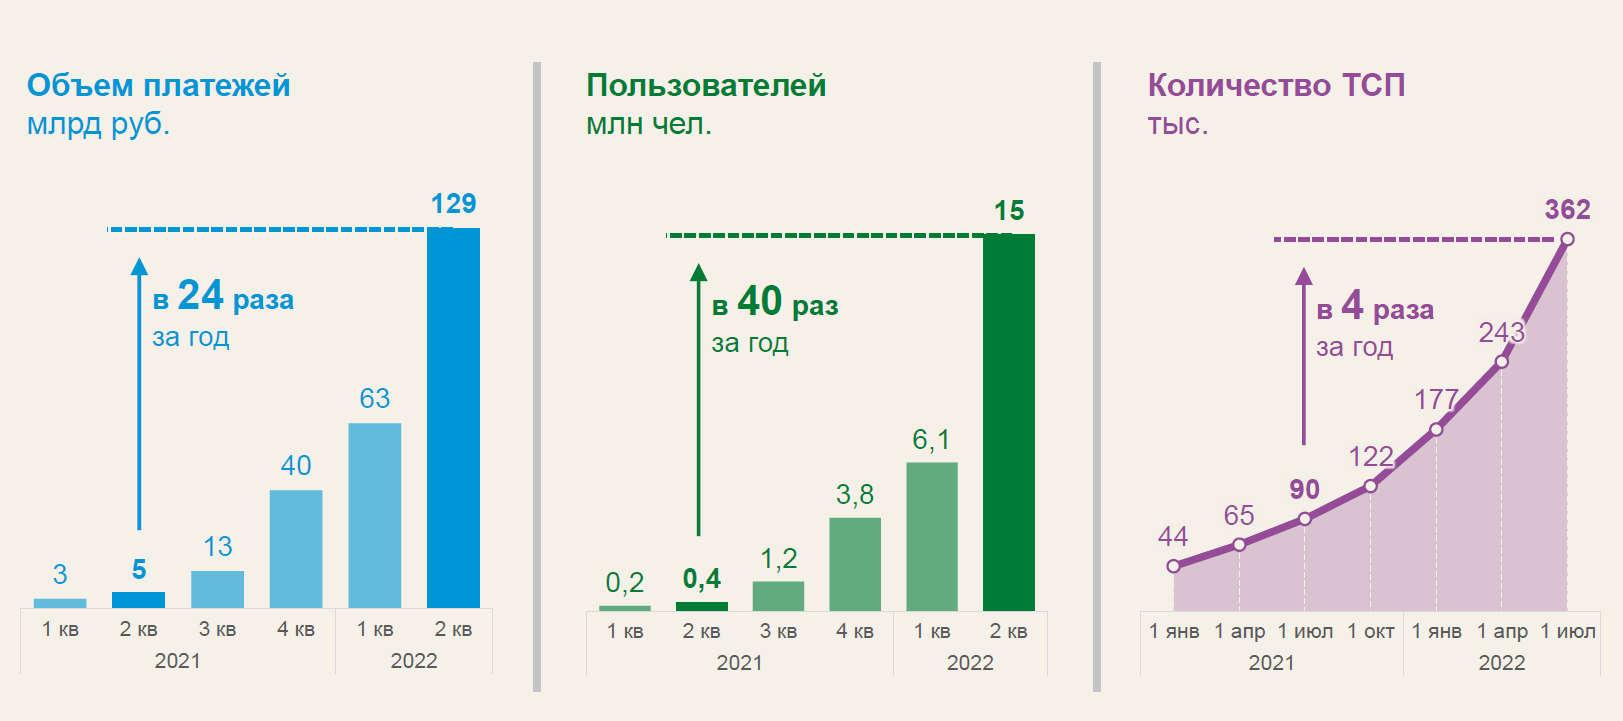 Объем платежей
млрд руб.
129
в 24 раза
за год
63
40
13
5
3
1 кв 2 кв 3 кв 4 кв 1 кв 2 кв
2021 2022
Пользователей
млн чел.
15
в 40 раз
за год
6,1
3,8
1,2
0,4
0,2
1 кв 2 кв 3 кв 4 кв 1 кв 2 кв
2021 2022
Количество ТСП
тыс.
362
в 4 раза
за год
243
177
122
90
65
44
1 янв 1 апр 1 июл 1 окт 1 янв 1 апр 1 июл
2021 2022